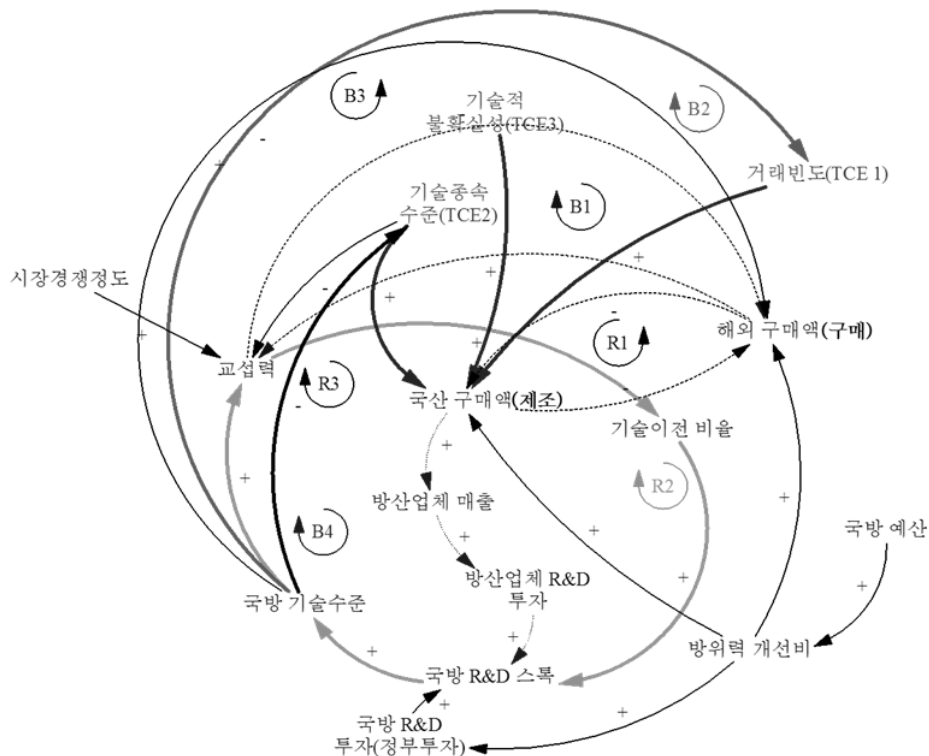 B3
B2
기술적
불확실성(TCE3)
-
+
거래빈도(TCE 1)
기술종속
수준(TCE2)
B1
시장경쟁정도
+
+
-
+
-
+
R1
해외 구매액(구매)
+
교섭력
R3
-
국산 구매액(제조)
-
기술이전 비율
+
+
방산업체 매출
R2
+
B4
+
+
국방 예산
방산업체 R&D
투자
+
+
국방 기술수준
+
+
방위력 개선비
국방 R&D 스톡
+
국방 R&D
투자(정부투자)
+